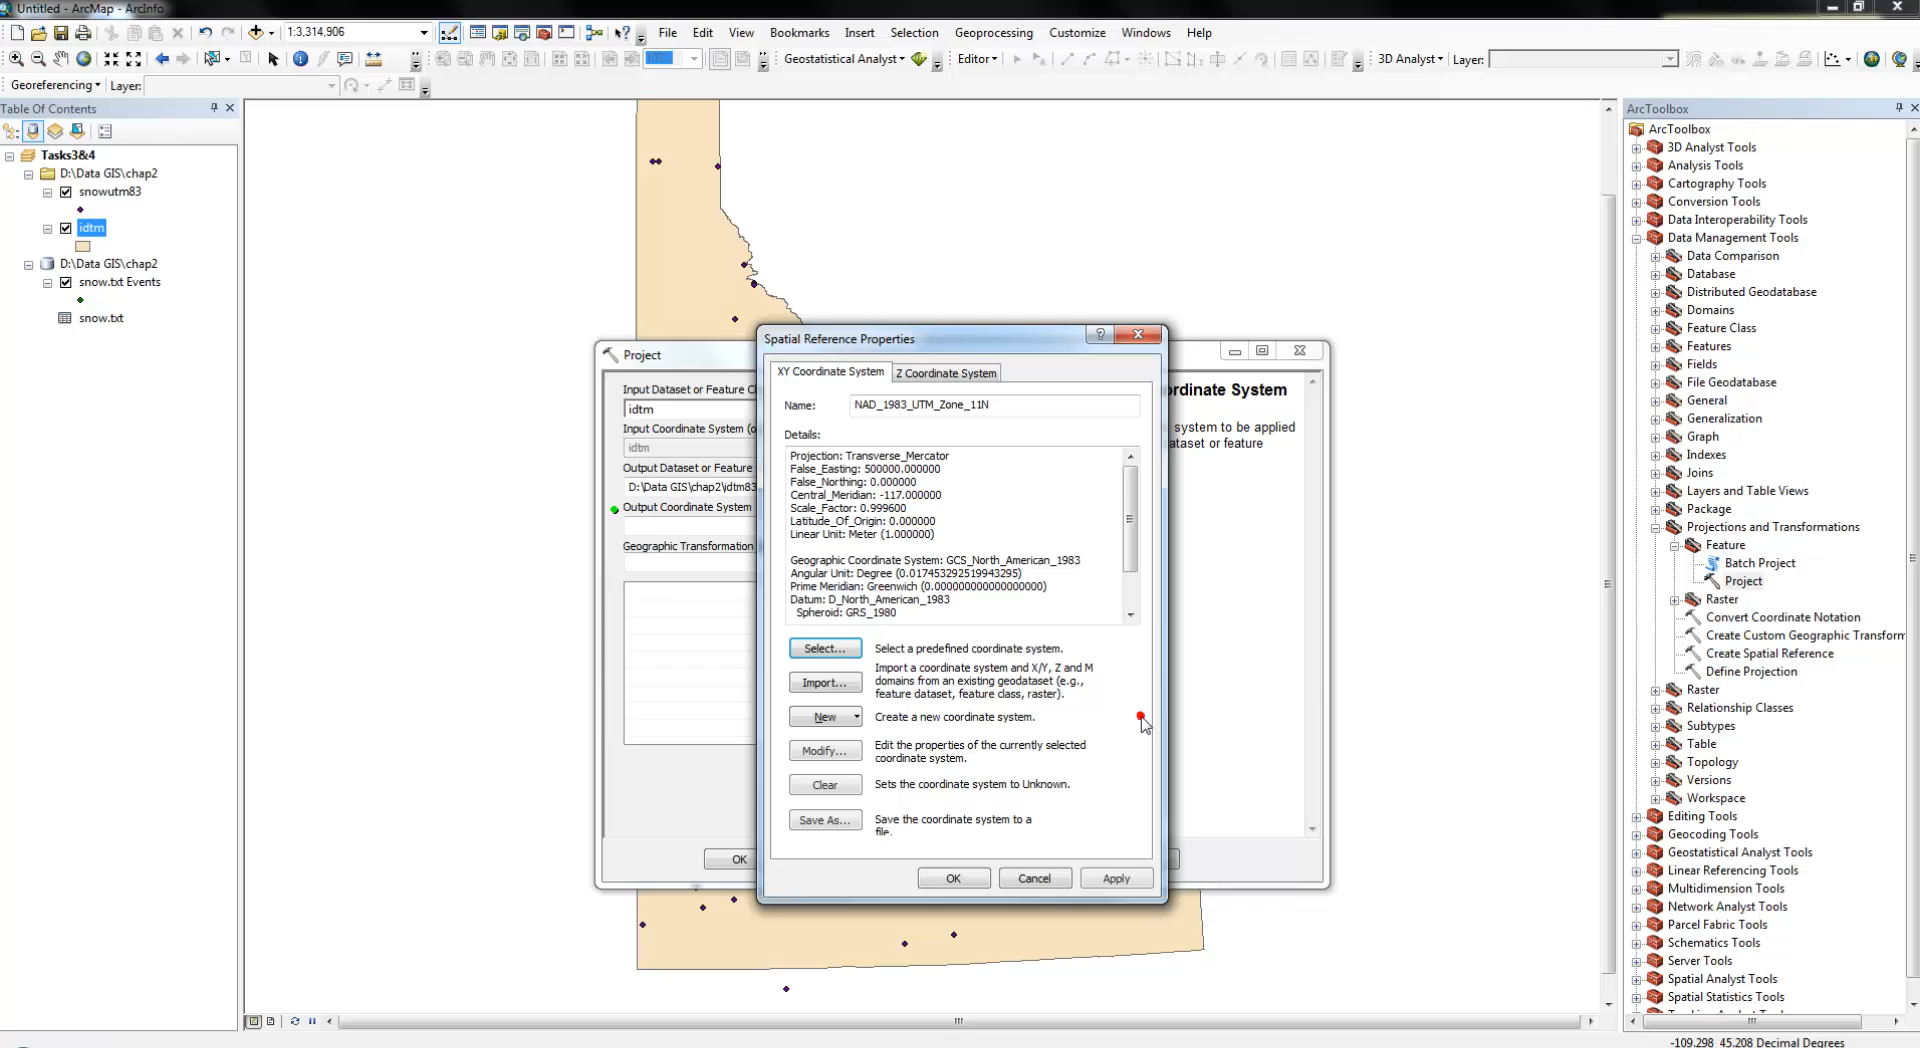 Untitled - ArcMap - ArcInfo
1:3,314,906
File Edit View Bookmarks Insert Selection Geoprocessing Customize Windows Help
Geostatistical Analyst Editor 3D Analyst Layer:
Georeferencing Layer:
Table Of Contents
Tasks3&4
D:\Data GIS\chap2
snowutm83
idtm
D:\Data GIS\chap2
snow.txt Events
snow.txt
Project
Input Dataset or Feature C
idtm
Input Coordinate System (o
idtm
Output Dataset or Feature
D:\Data GIS\chap2\idtm83
Output Coordinate System
Geographic Transformation
OK
ordinate System
system to be applied
ataset or feature
Spatial Reference Properties
XY Coordinate System Z Coordinate System
Name: NAD_1983_UTM_Zone_11N
Details:
Projection: Transverse_Mercator
False_Easting: 500000.000000
False_Northing: 0.000000
Central_Meridian: -117.000000
Scale_Factor: 0.999600
Latitude_Of_Origin: 0.000000
Linear Unit: Meter (1.000000)
Geographic Coordinate System: GCS_North_American_1983
Angular Unit: Degree (0.017453292519943295)
Prime Meridian: Greenwich (0.000000000000000000)
Datum: D_North_American_1983
Spheroid: GRS_1980
Select... Select a predefined coordinate system.
Import... Import a coordinate system and X/Y, Z and M
domains from an existing geodataset (e.g.,
feature dataset, feature class, raster).
New Create a new coordinate system.
Modify... Edit the properties of the currently selected
coordinate system.
Clear Sets the coordinate system to Unknown.
Save As... Save the coordinate system to a
file.
OK Cancel Apply
ArcToolbox
ArcToolbox
3D Analyst Tools
Analysis Tools
Cartography Tools
Conversion Tools
Data Interoperability Tools
Data Management Tools
Data Comparison
Database
Distributed Geodatabase
Domains
Feature Class
Features
Fields
File Geodatabase
General
Generalization
Graph
Indexes
Joins
Layers and Table Views
Package
Projections and Transformations
Feature
Batch Project
Project
Raster
Convert Coordinate Notation
Create Custom Geographic Transform
Create Spatial Reference
Define Projection
Raster
Relationship Classes
Subtypes
Table
Topology
Versions
Workspace
Editing Tools
Geocoding Tools
Geostatistical Analyst Tools
Linear Referencing Tools
Multidimension Tools
Network Analyst Tools
Parcel Fabric Tools
Schematics Tools
Server Tools
Spatial Analyst Tools
Spatial Statistics Tools
-109.298 45.208 Decimal Degrees